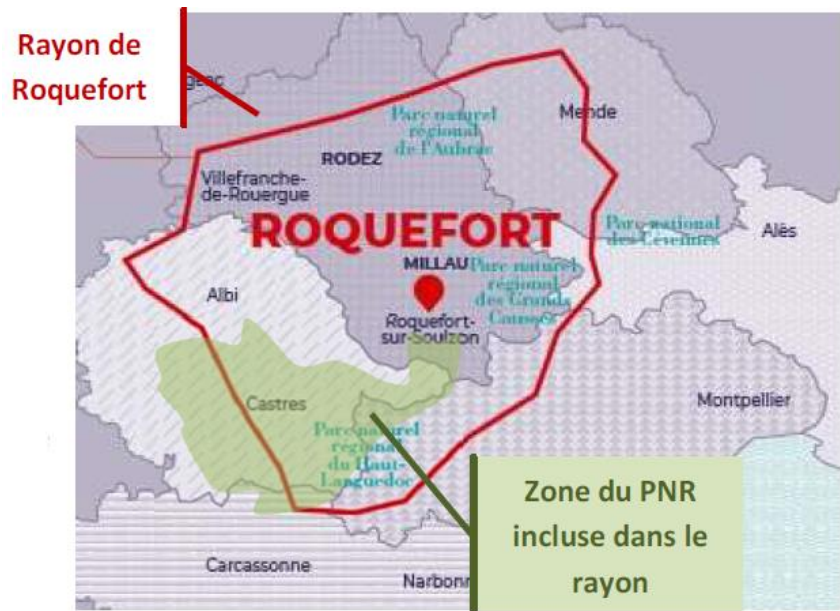 Rayon de
Roquefort
Mende
Parc naturel
régional
de l'Aubrac
RODEZ
Villefranche-
de-Rouergue
ROQUEFORT
Parc national
des Cévennes
Alès
MILLAU
Parc naturel
régional
des Grands
Causses
Albi
Roquefort-
sur-Soulzon
Castres
Montpellier
Parc naturel
régional
du Haut-
Languedoc
Zone du PNR
incluse dans le
rayon
Carcassonne
Narbonn